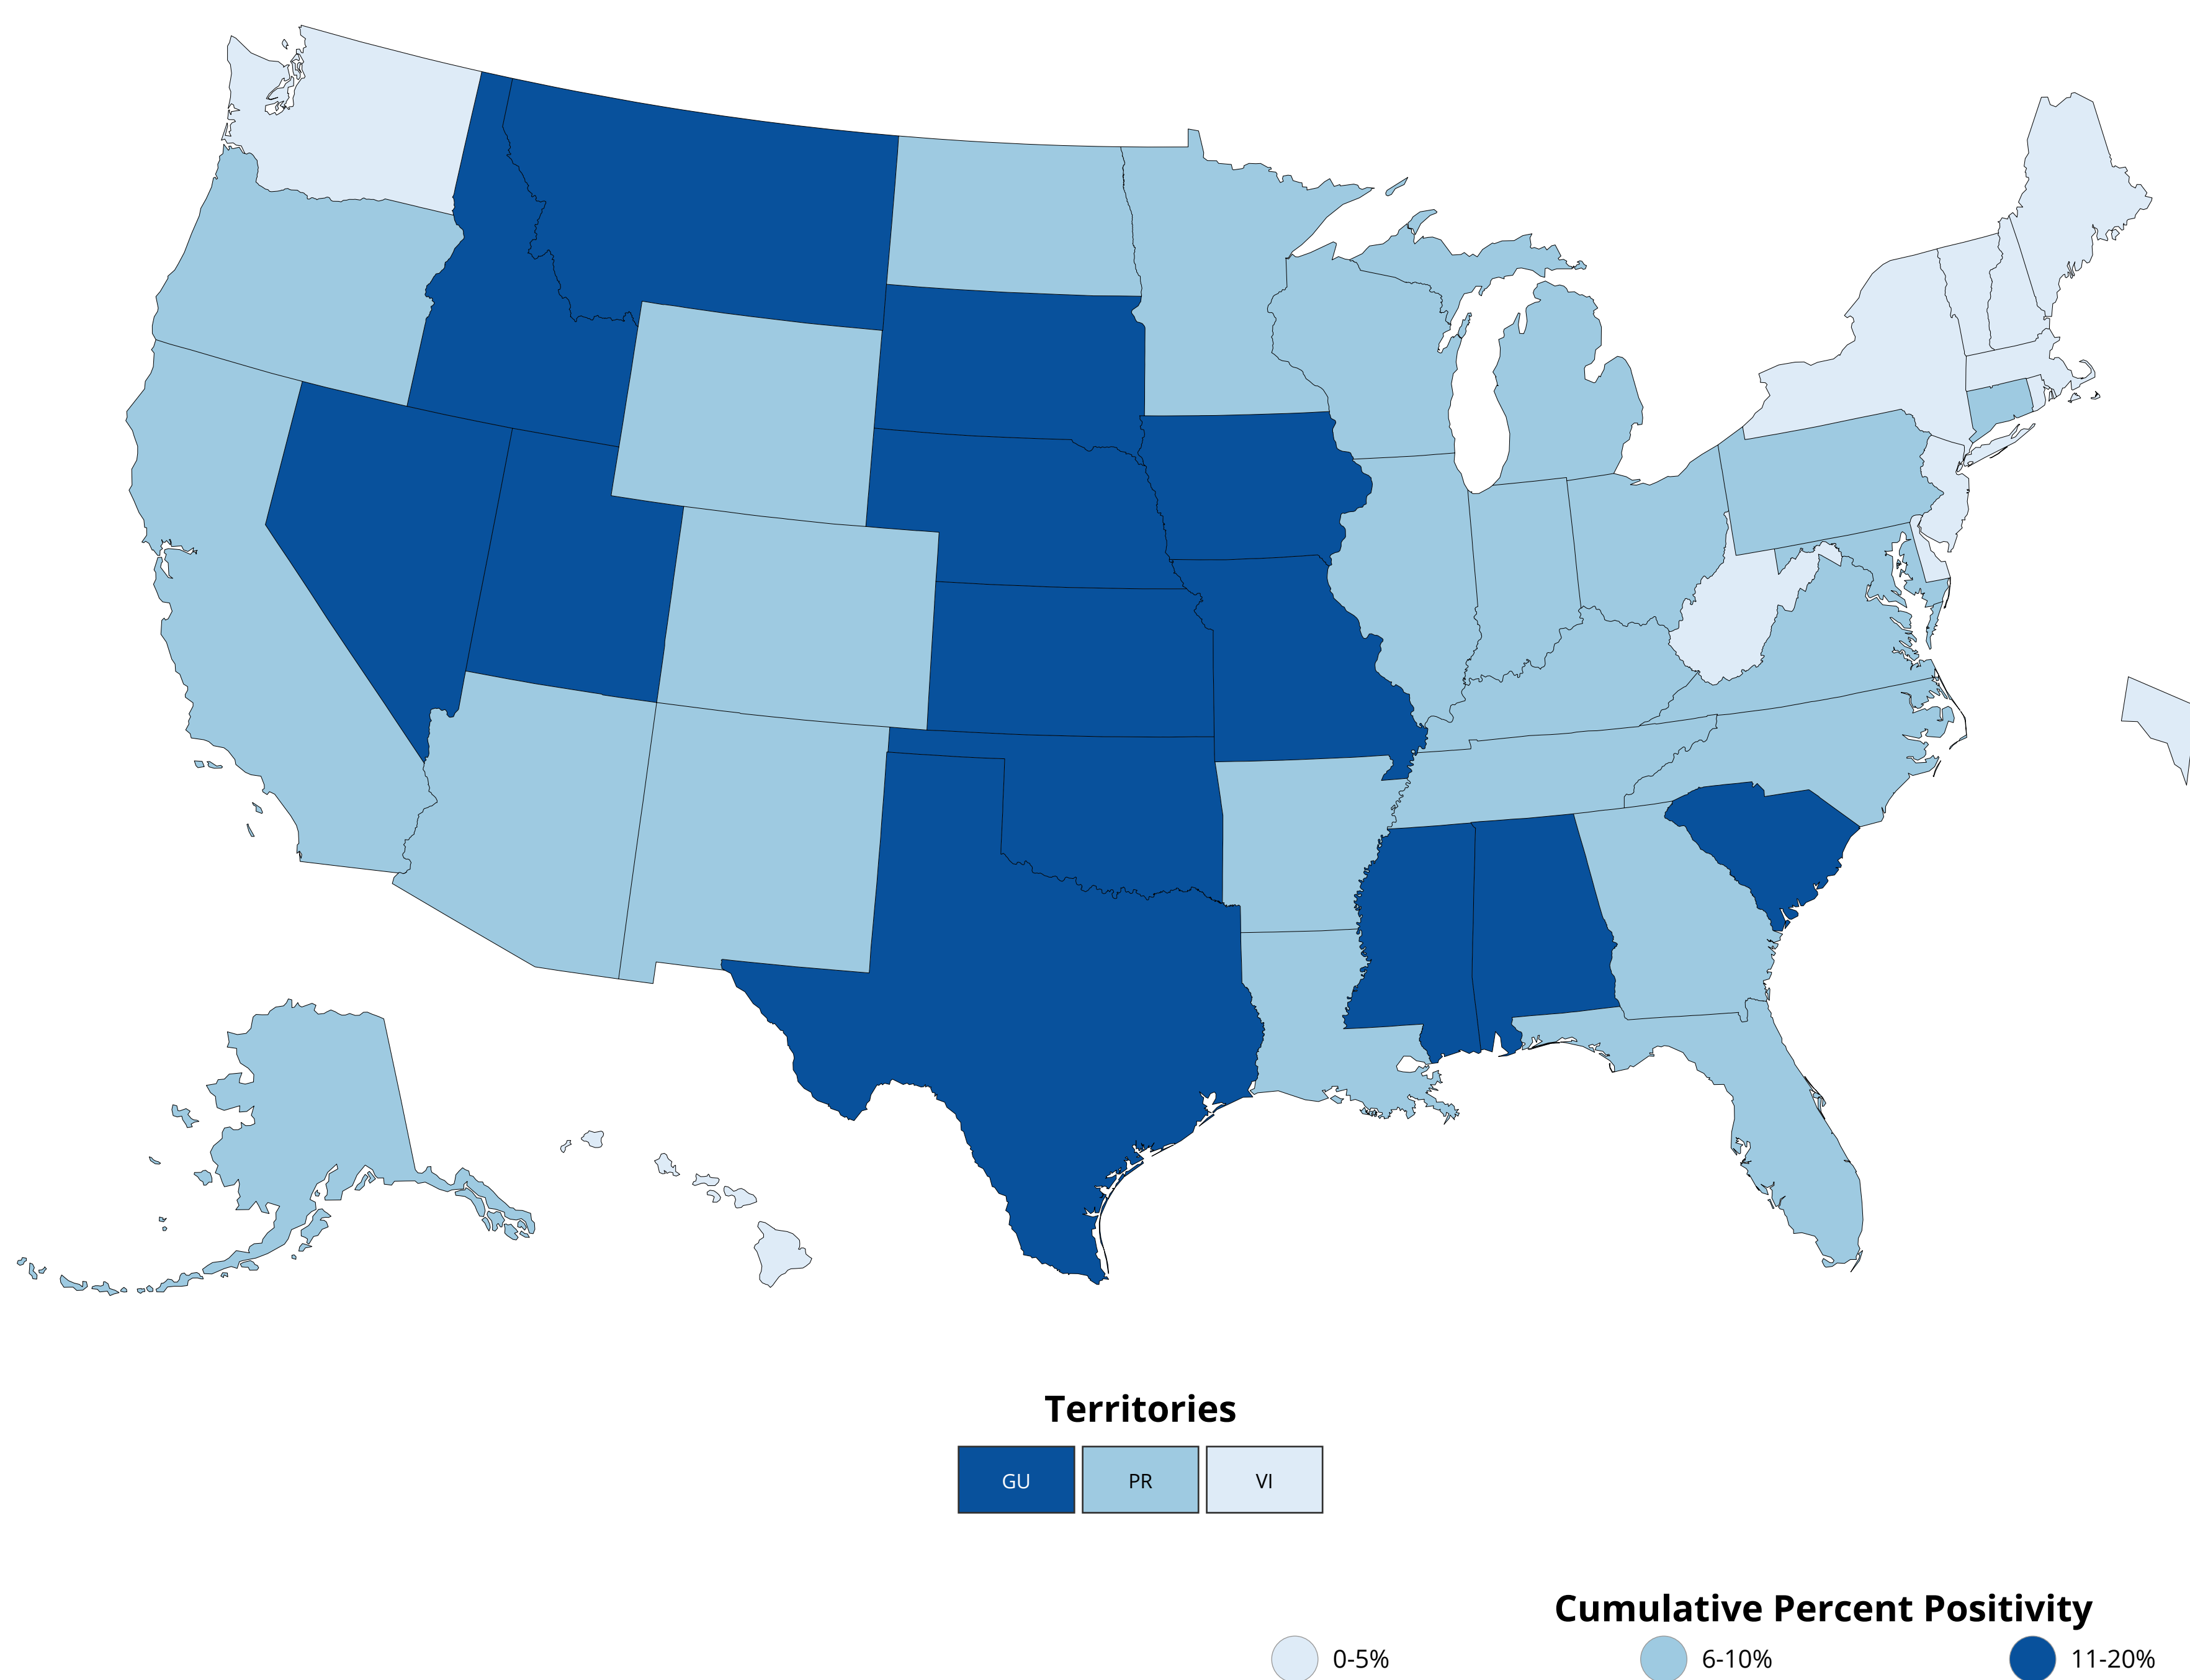 Territories
GU PR VI
Cumulative Percent Positivity
0-5% 6-10% 11-20%